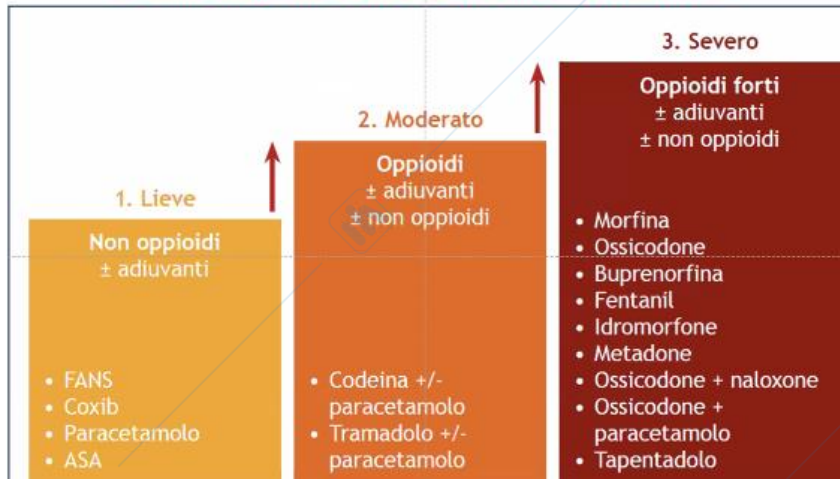 1. Lieve
Non oppioidi
± adiuvanti
• FANS
• Coxib
• Paracetamolo
• ASA
2. Moderato
Oppioidi
± adiuvanti
± non oppioidi
• Codeina +/-
paracetamolo
• Tramadolo +/-
paracetamolo
3. Severo
Oppioidi forti
± adiuvanti
± non oppioidi
• Morfina
• Ossicodone
• Buprenorfina
• Fentanil
• Idromorfone
• Metadone
• Ossicodone + naloxone
• Ossicodone +
paracetamolo
• Tapentadolo